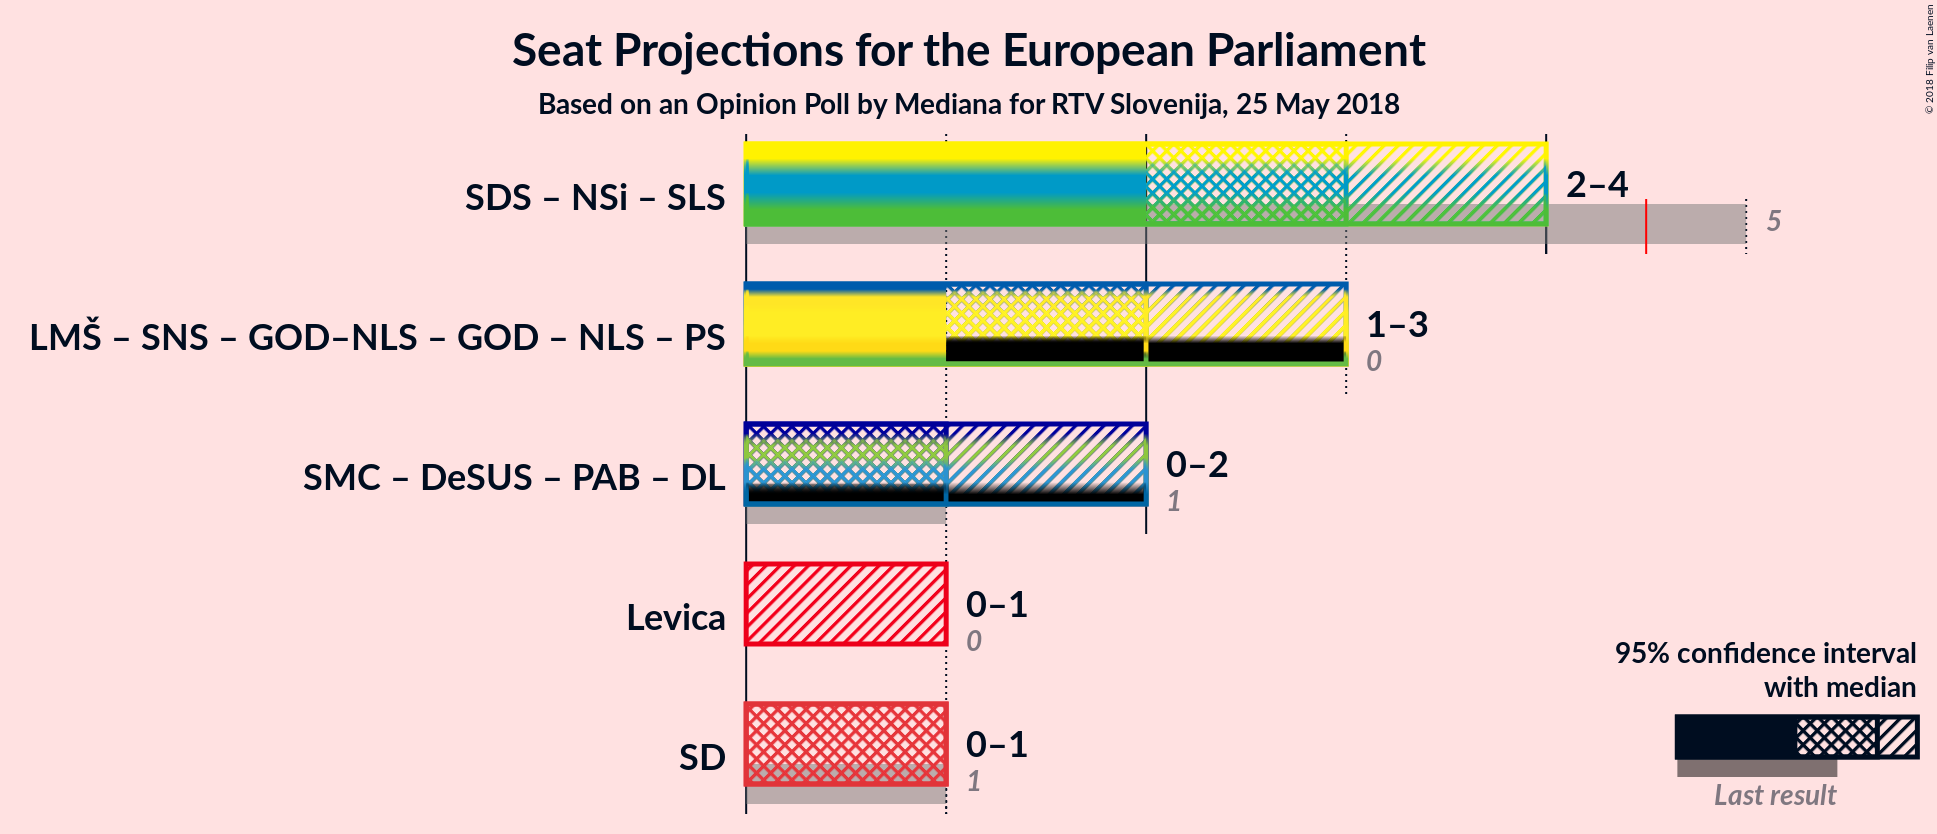 Seat Projections for the European Parliament
Based on an Opinion Poll by Mediana for RTV Slovenija, 25 May 2018
© 2018 Filip van Laenen
SDS – NSi – SLS
2–4
5
LMŠ – SNS – GOD–NLS – GOD – NLS – PS
1–3
0
SMC – DeSUS – PAB – DL
0–2
1
Levica
0–1
0
SD
0–1
1
95% confidence interval
with median
Last result